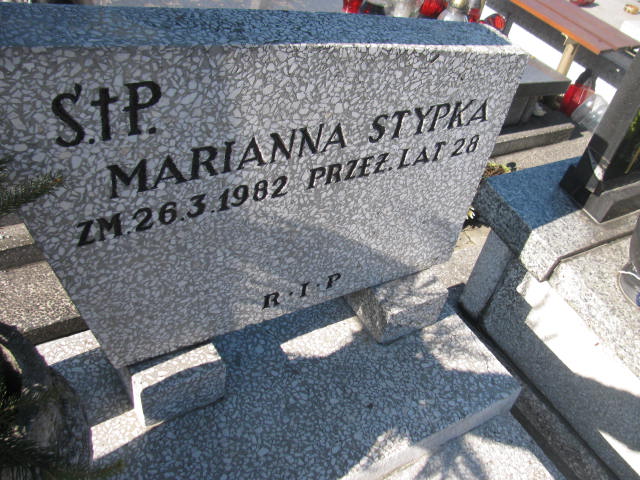 Ś.†P.
MARIANNA STYPKA
ZM. 26.3.1982 PRZEŻ. LAT 28
R·I·P